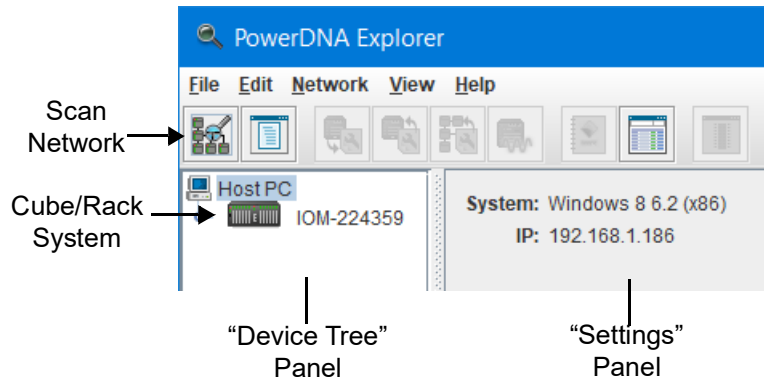 PowerDNA Explorer
File Edit Network View Help
Scan
Network
Host PC
IOM-224359
Cube/Rack
System
System: Windows 8 6.2 (x86)
IP: 192.168.1.186
“Device Tree”
Panel
“Settings”
Panel